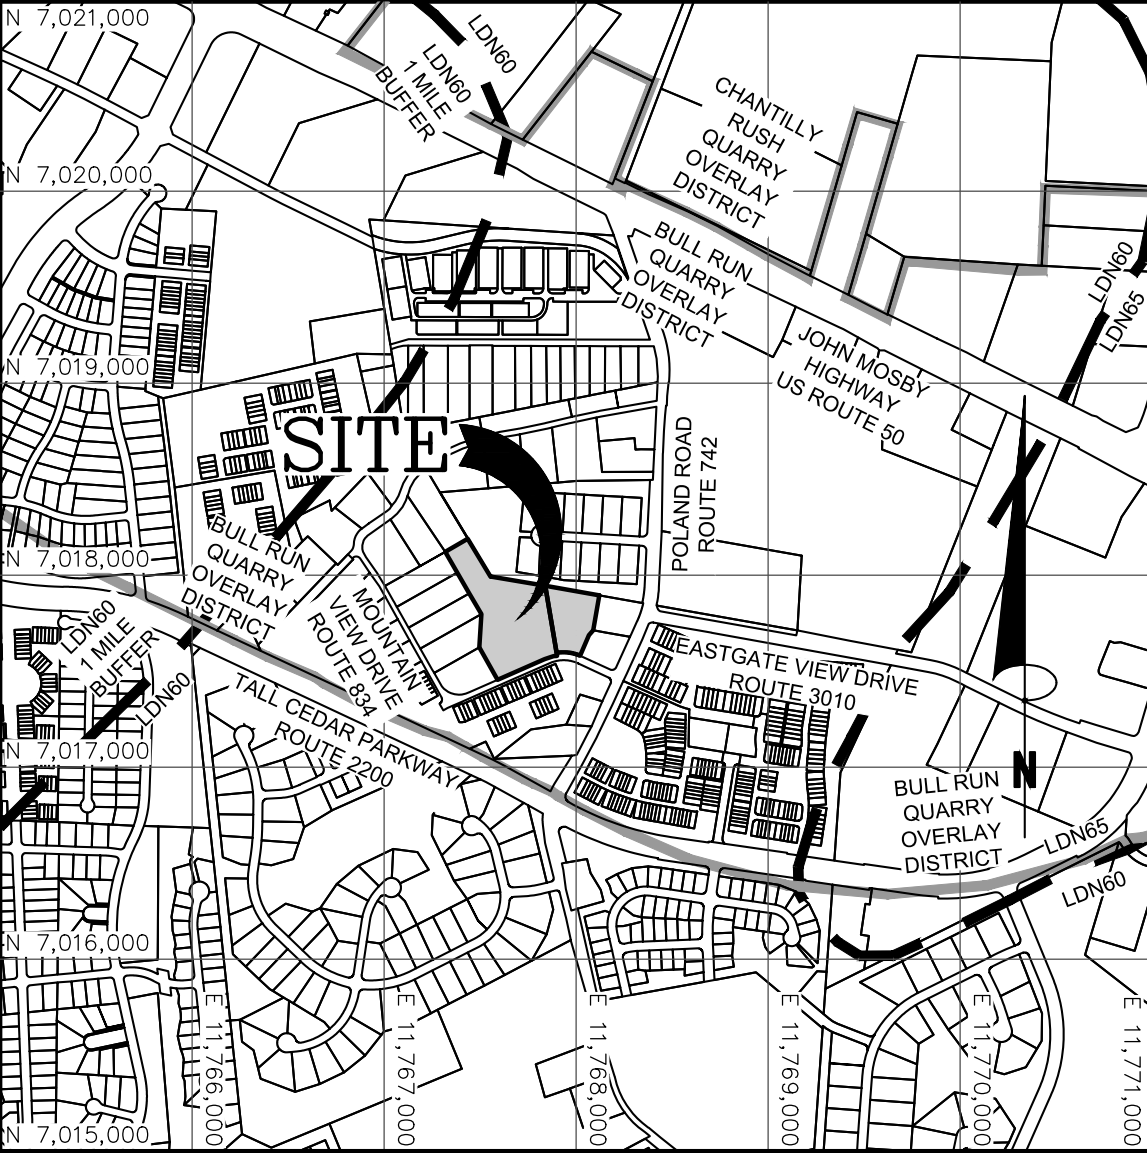 N 7,021,000
LDN60
LDN60
1 MILE
BUFFER
CHANTILLY
RUSH
QUARRY
OVERLAY
DISTRICT
N 7,020,000
BULL RUN
QUARRY
OVERLAY
DISTRICT
LDN60
LDN65
JOHN MOSBY
HIGHWAY
US ROUTE 50
N 7,019,000
SITE
POLAND ROAD
ROUTE 742
N 7,018,000
BULL RUN
QUARRY
OVERLAY
DISTRICT
MOUNTAIN
VIEW DRIVE
ROUTE 834
LDN60
1 MILE
BUFFER
LDN60
EASTGATE VIEW DRIVE
ROUTE 3010
TALL CEDAR PARKWAY
ROUTE 2200
N 7,017,000
N
BULL RUN
QUARRY
OVERLAY
DISTRICT
LDN65
LDN60
N 7,016,000
E 11,766,000
E 11,767,000
E 11,768,000
E 11,769,000
E 11,770,000
E 11,771,000
N 7,015,000